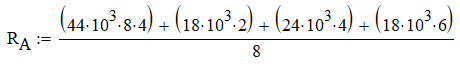 R_A := ((44·10^3·8·4) + (18·10^3·2) + (24·10^3·4) + (18·10^3·6)) / 8